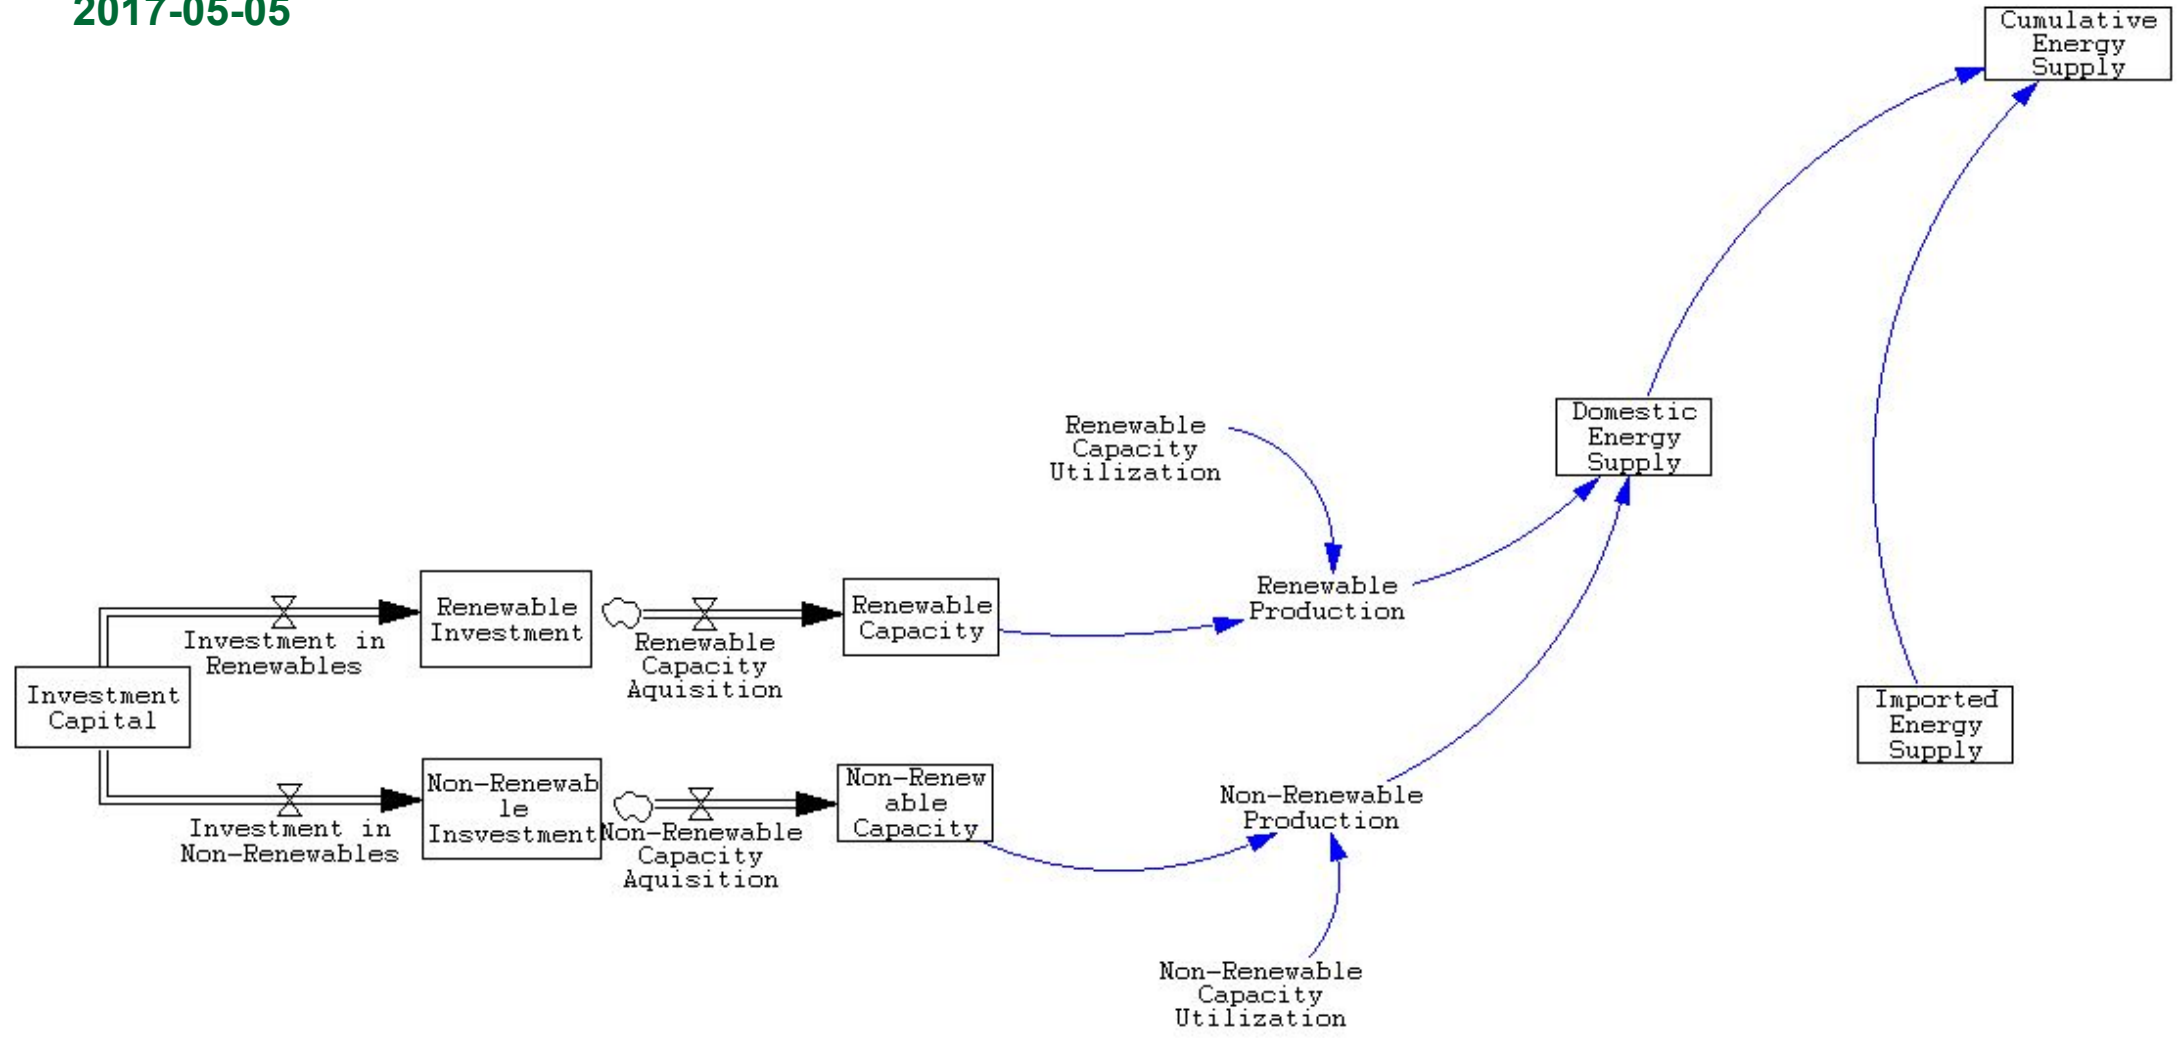 2017-05-05
Cumulative
Energy
Supply
Domestic
Energy
Supply
Renewable
Capacity
Utilization
Renewable
Production
Renewable
Investment
Renewable
Capacity
Investment in
Renewables
Renewable
Capacity
Aquisition
Investment
Capital
Imported
Energy
Supply
Non-Renewab
le
Insvestment
Non-Renew
able
Capacity
Non-Renewable
Production
Investment in
Non-Renewables
Non-Renewable
Capacity
Aquisition
Non-Renewable
Capacity
Utilization